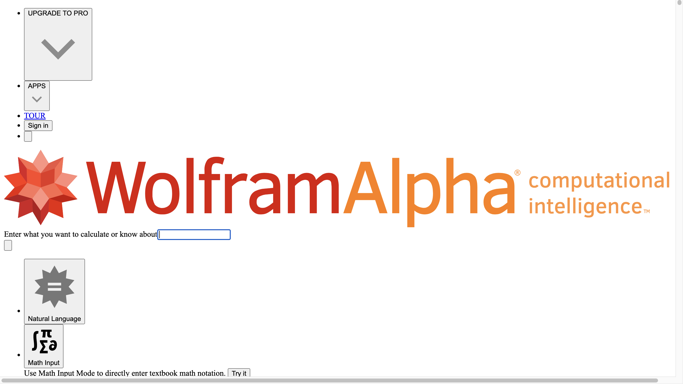 UPGRADE TO PRO
APPS
TOUR
Sign in
WolframAlpha® computational intelligence™
Enter what you want to calculate or know about
Natural Language
Math Input
Use Math Input Mode to directly enter textbook math notation. Try it